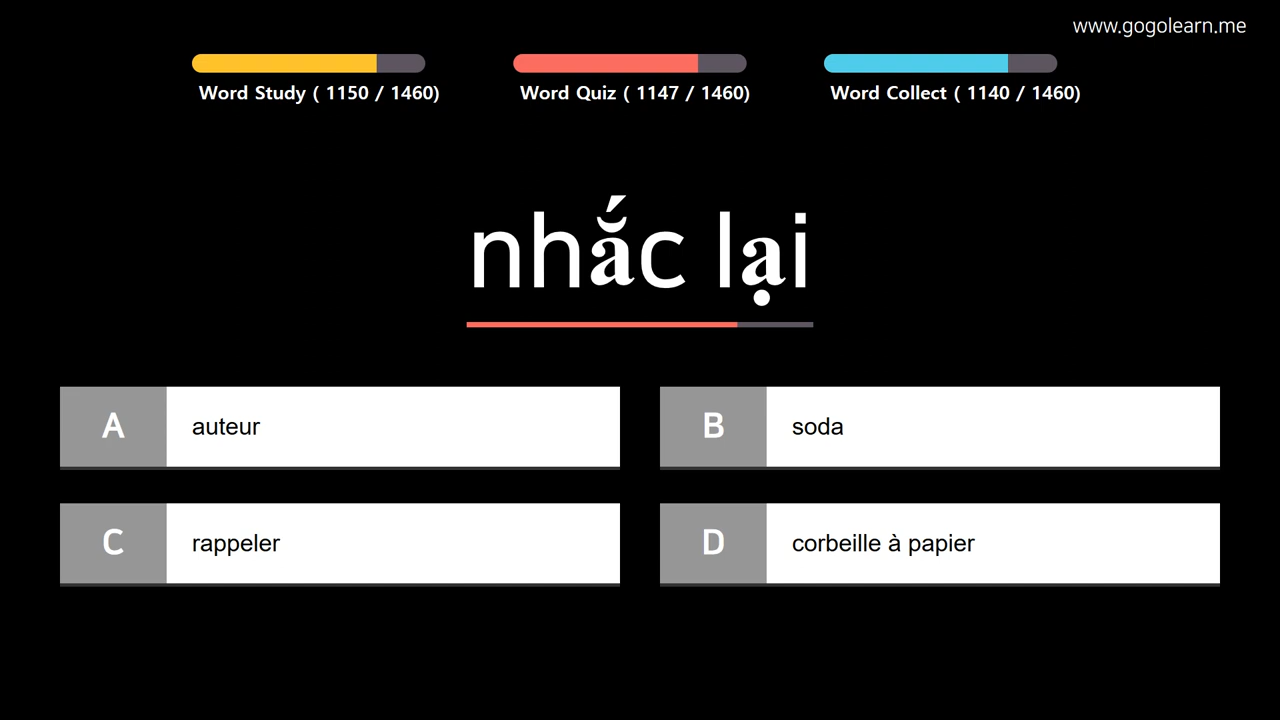 www.gogolearn.me
Word Study ( 1150 / 1460)
Word Quiz ( 1147 / 1460)
Word Collect ( 1140 / 1460)
nhắc lại
A auteur
B soda
C rappeler
D corbeille à papier